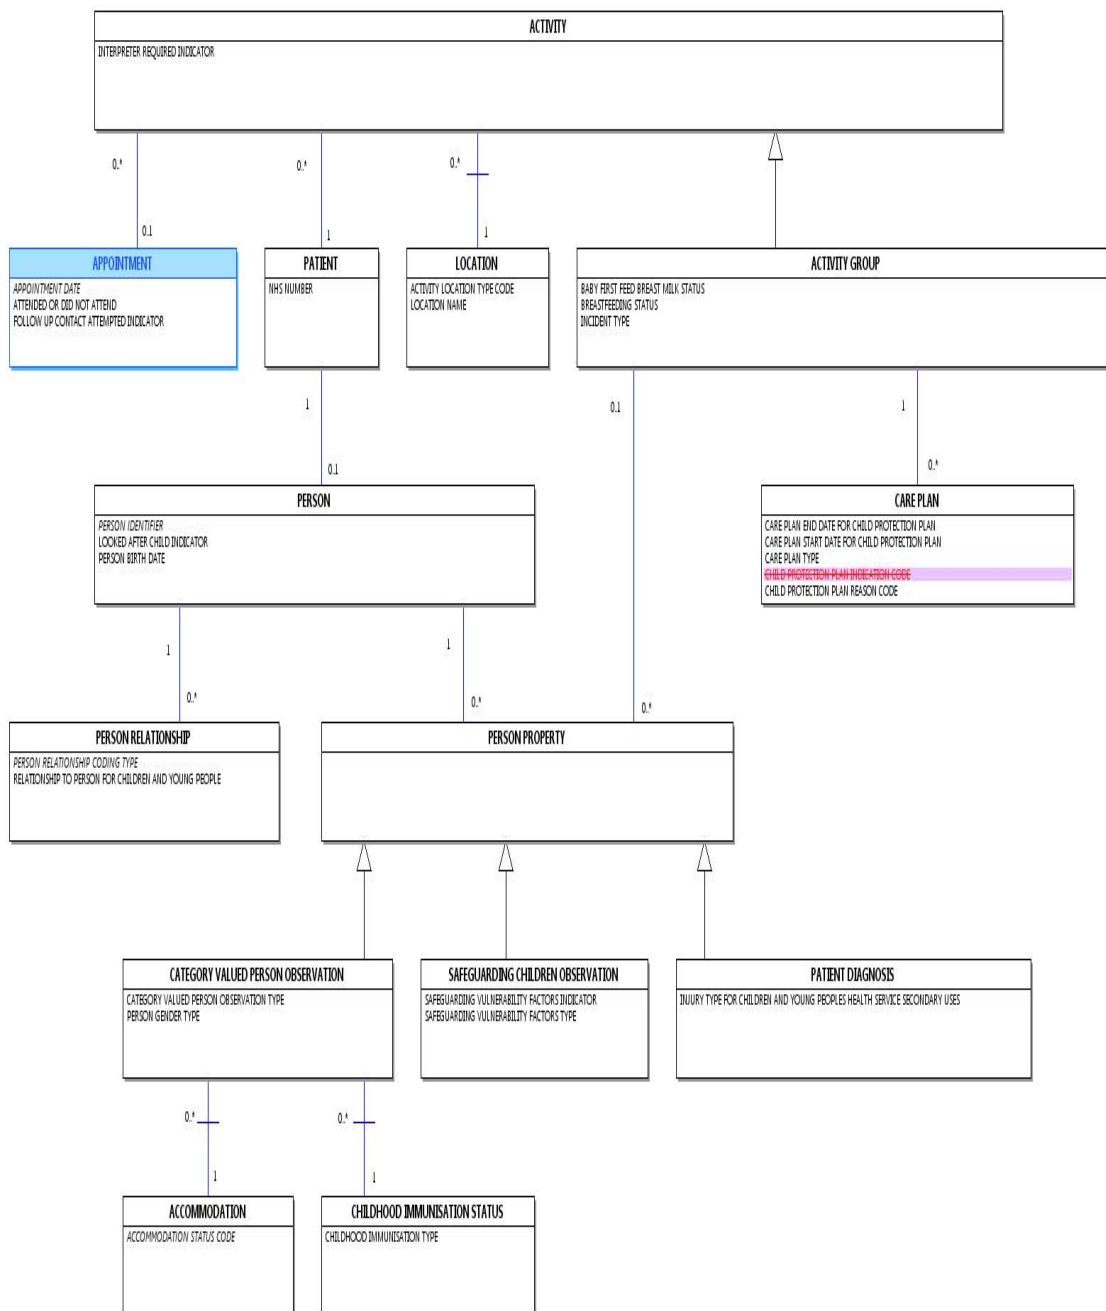 ACTIVITY
INTERPRETER REQUIRED INDICATOR
0..*
0..*
0..*
0..1
1
1
APPOINTMENT
APPOINTMENT DATE
ATTENDED OR DID NOT ATTEND
FOLLOW UP CONTACT ATTEMPTED INDICATOR
PATIENT
NHS NUMBER
LOCATION
ACTIVITY LOCATION TYPE CODE
LOCATION NAME
ACTIVITY GROUP
BABY FIRST FEED BREAST MILK STATUS
BREASTFEEDING STATUS
INCIDENT TYPE
1
0..1
1
0..1
0..*
PERSON
PERSON IDENTIFIER
LOOKED AFTER CHILD INDICATOR
PERSON BIRTH DATE
CARE PLAN
CARE PLAN END DATE FOR CHILD PROTECTION PLAN
CARE PLAN START DATE FOR CHILD PROTECTION PLAN
CARE PLAN TYPE
CHILD PROTECTION PLAN INDICATION CODE
CHILD PROTECTION PLAN REASON CODE
1
1
0..*
0..*
0..*
PERSON RELATIONSHIP
PERSON RELATIONSHIP CODING TYPE
RELATIONSHIP TO PERSON FOR CHILDREN AND YOUNG PEOPLE
PERSON PROPERTY
CATEGORY VALUED PERSON OBSERVATION
CATEGORY VALUED PERSON OBSERVATION TYPE
PERSON GENDER TYPE
SAFEGUARDING CHILDREN OBSERVATION
SAFEGUARDING VULNERABILITY FACTORS INDICATOR
SAFEGUARDING VULNERABILITY FACTORS TYPE
PATIENT DIAGNOSIS
INJURY TYPE FOR CHILDREN AND YOUNG PEOPLES HEALTH SERVICE SECONDARY USES
0..*
0..*
1
1
ACCOMMODATION
ACCOMMODATION STATUS CODE
CHILDHOOD IMMUNISATION STATUS
CHILDHOOD IMMUNISATION TYPE